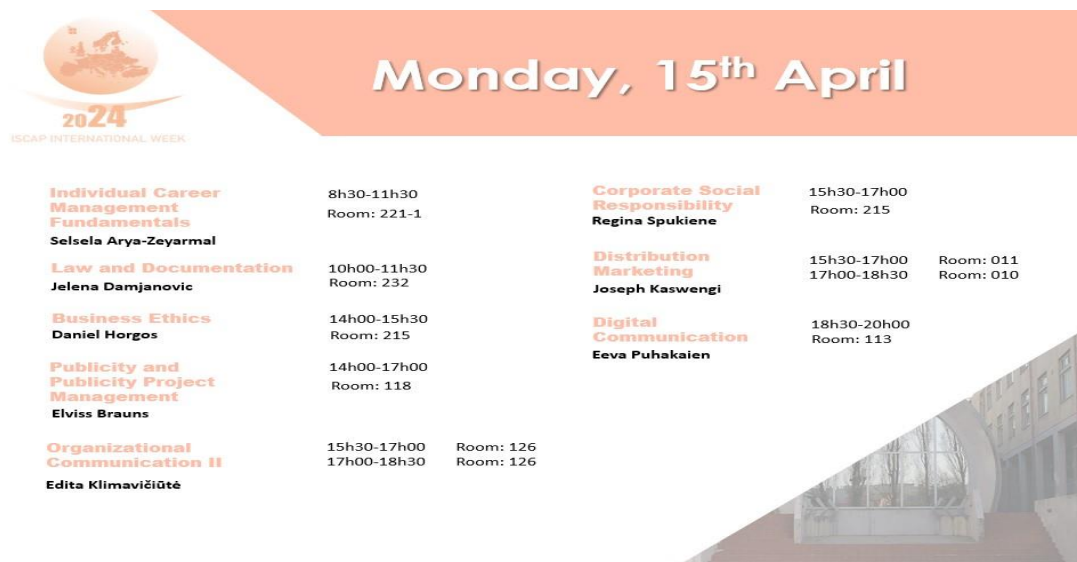 2024
ISCAP INTERNATIONAL WEEK
Monday, 15th April
Individual Career
Management
Fundamentals
Selsela Arya-Zeyarmal
8h30-11h30
Room: 221-1
Law and Documentation
Jelena Damjanovic
10h00-11h30
Room: 232
Business Ethics
Daniel Horgos
14h00-15h30
Room: 215
Publicity and
Publicity Project
Management
Elviss Brauns
14h00-17h00
Room: 118
Organizational
Communication II
Edita Klimavičiūtė
15h30-17h00 Room: 126
17h00-18h30 Room: 126
Corporate Social
Responsibility
Regina Spukiene
15h30-17h00
Room: 215
Distribution
Marketing
Joseph Kaswengi
15h30-17h00 Room: 011
17h00-18h30 Room: 010
Digital
Communication
Eeva Puhakaien
18h30-20h00
Room: 113